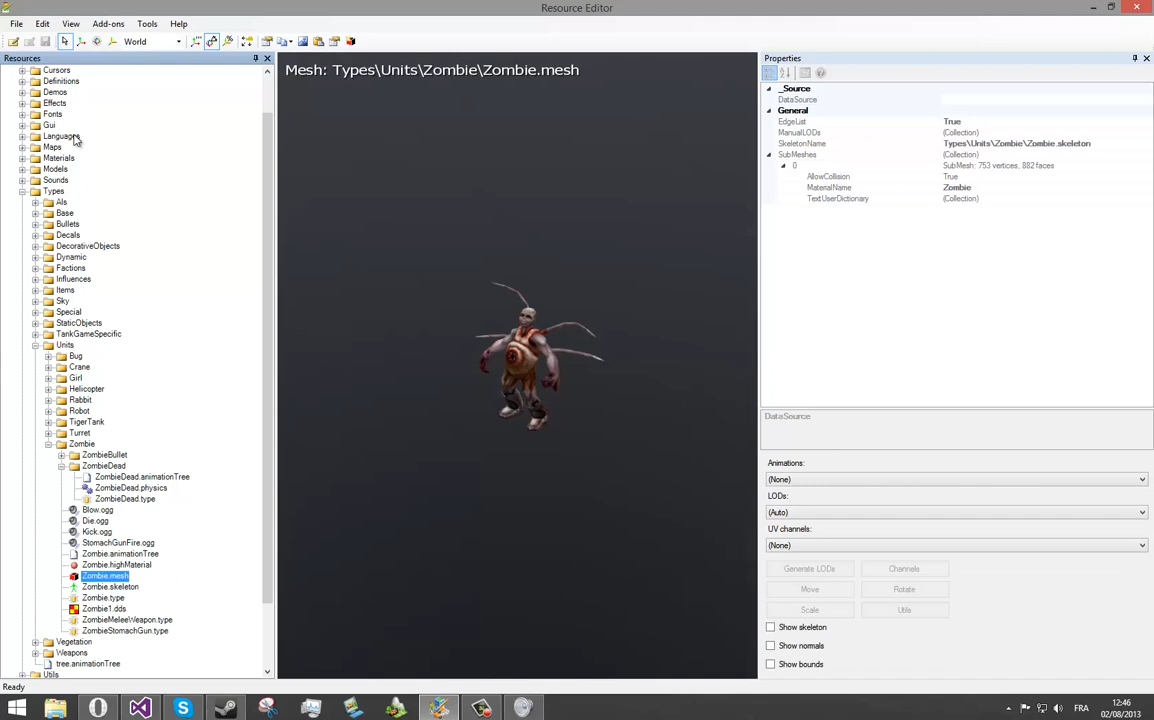 Resource Editor
File Edit View Add-ons Tools Help
World
Resources
Cursors
Definitions
Demos
Effects
Fonts
Gui
Languages
Maps
Materials
Models
Sounds
Types
AIs
Base
Bullets
Decals
DecorativeObjects
Dynamic
Factions
Influences
Items
Sky
Special
StaticObjects
TankGameSpecific
Units
Bug
Crane
Girl
Helicopter
Rabbit
Robot
TigerTank
Turret
Zombie
ZombieBullet
ZombieDead
ZombieDead.animationTree
ZombieDead.physics
ZombieDead.type
Blow.ogg
Die.ogg
Kick.ogg
StomachGunFire.ogg
Zombie.animationTree
Zombie.highMaterial
Zombie.mesh
Zombie.skeleton
Zombie.type
Zombie1.dds
ZombieMeleeWeapon.type
ZombieStomachGun.type
Vegetation
Weapons
tree.animationTree
Utils
Mesh: Types\Units\Zombie\Zombie.mesh
Properties
_Source
DataSource
General
EdgeList True
ManualLODs (Collection)
SkeletonName Types\Units\Zombie\Zombie.skeleton
SubMeshes (Collection)
0 SubMesh: 753 vertices, 882 faces
AllowCollision True
MaterialName Zombie
TextUserDictionary (Collection)
DataSource
Animations:
(None)
LODs:
(Auto)
UV channels:
(None)
Generate LODs Channels
Move Rotate
Scale Utils
Show skeleton
Show normals
Show bounds
Ready
FRA
12:46
02/08/2013